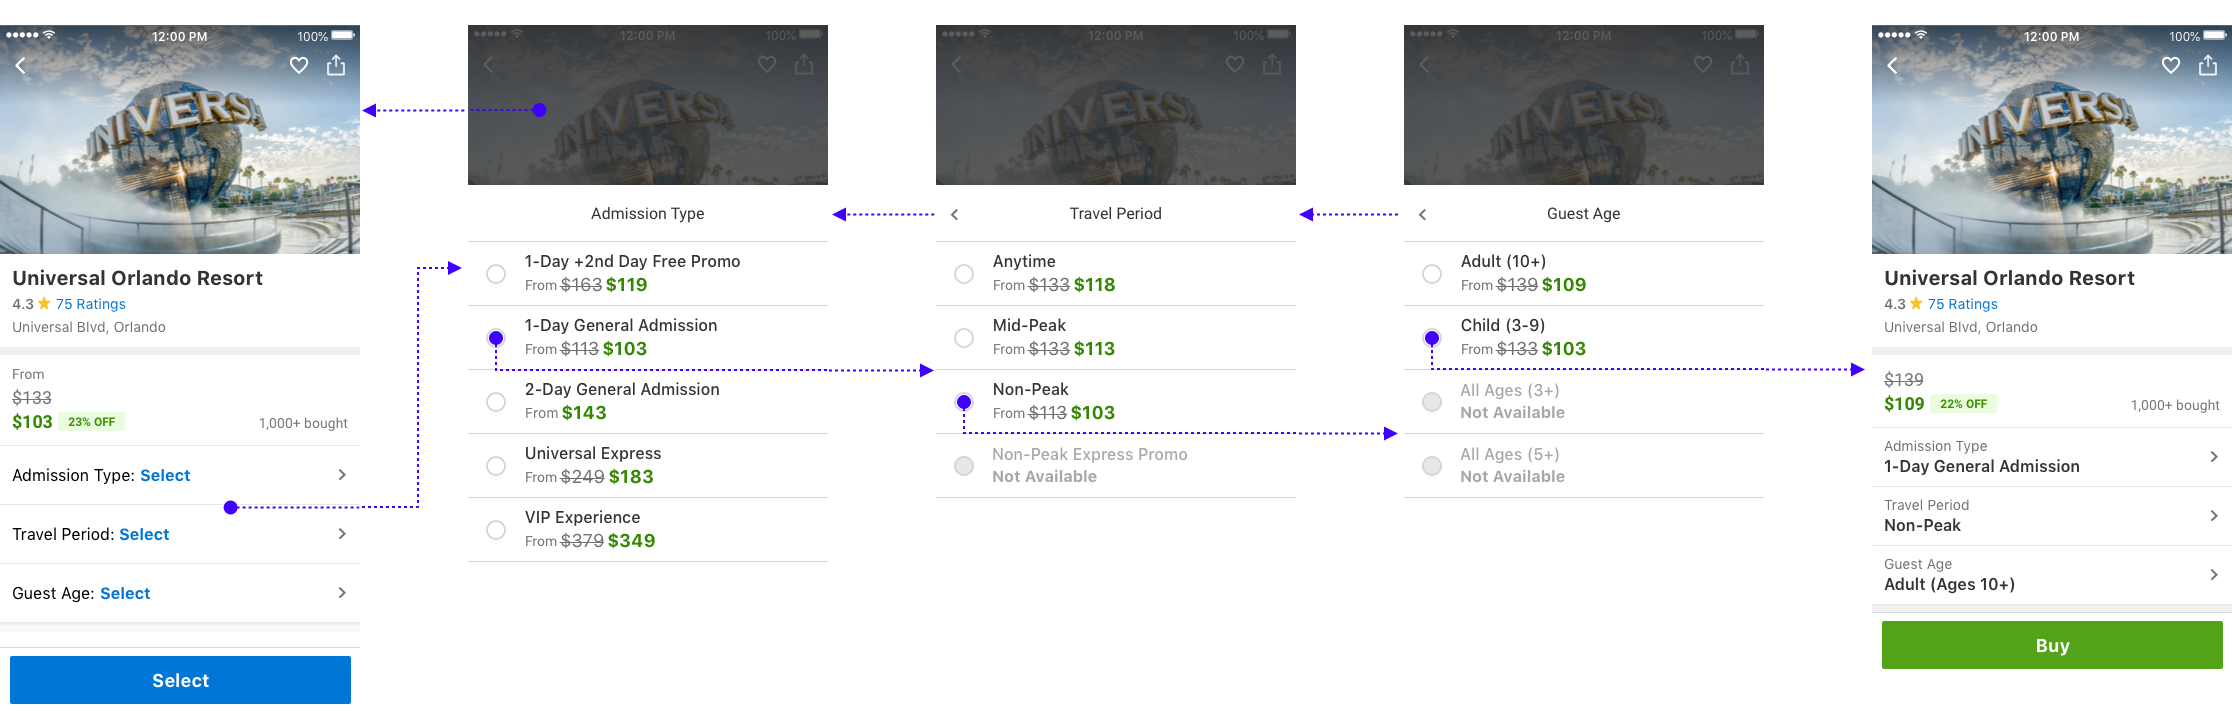 12:00 PM
100%
UNIVERSA
Universal Orlando Resort
4.3 75 Ratings
Universal Blvd, Orlando
From
$133
$103 23% OFF 1,000+ bought
Admission Type: Select
Travel Period: Select
Guest Age: Select
Select
12:00 PM
100%
UNIVERSA
Admission Type
1-Day +2nd Day Free Promo
From $163 $119
1-Day General Admission
From $113 $103
2-Day General Admission
From $143
Universal Express
From $249 $183
VIP Experience
From $379 $349
12:00 PM
100%
UNIVERSA
Travel Period
Anytime
From $133 $118
Mid-Peak
From $133 $113
Non-Peak
From $113 $103
Non-Peak Express Promo
Not Available
12:00 PM
100%
UNIVERSA
Guest Age
Adult (10+)
From $139 $109
Child (3-9)
From $133 $103
All Ages (3+)
Not Available
All Ages (5+)
Not Available
12:00 PM
100%
UNIVERSA
Universal Orlando Resort
4.3 75 Ratings
Universal Blvd, Orlando
$139
$109 22% OFF 1,000+ bought
Admission Type
1-Day General Admission
Travel Period
Non-Peak
Guest Age
Adult (Ages 10+)
Buy